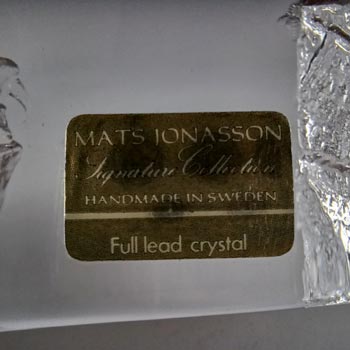 MATS JONASSON
Signature Collection
HANDMADE IN SWEDEN
Full lead crystal